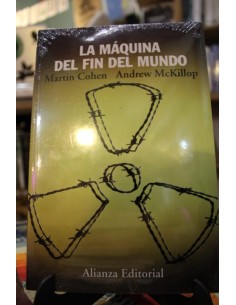 LA MÁQUINA
DEL FIN DEL MUNDO
Martin Cohen Andrew McKillop
Alianza Editorial